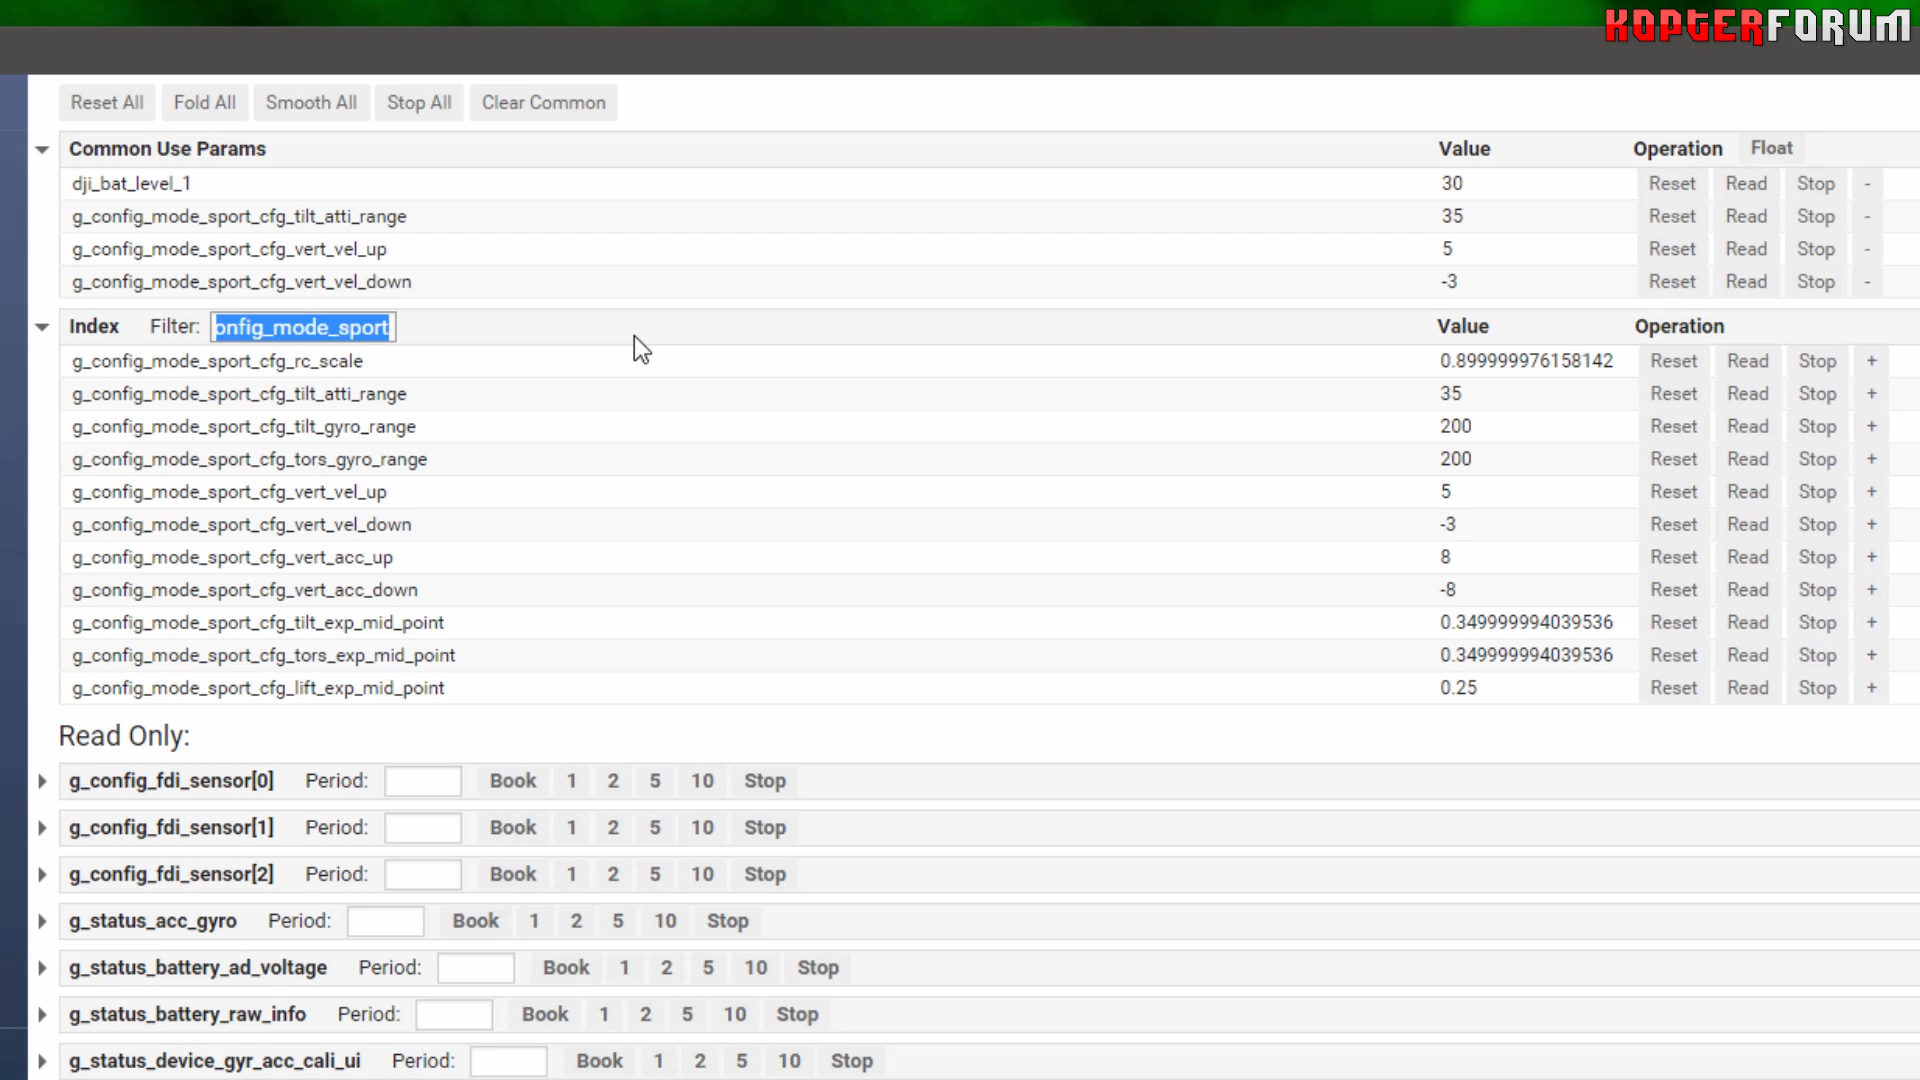 KOPTERFORUM
Reset All Fold All Smooth All Stop All Clear Common
Common Use Params Value Operation Float
dji_bat_level_1 30 Reset Read Stop -
g_config_mode_sport_cfg_tilt_atti_range 35 Reset Read Stop -
g_config_mode_sport_cfg_vert_vel_up 5 Reset Read Stop -
g_config_mode_sport_cfg_vert_vel_down -3 Reset Read Stop -
Index Filter: onfig_mode_sport Value Operation
g_config_mode_sport_cfg_rc_scale 0.899999976158142 Reset Read Stop +
g_config_mode_sport_cfg_tilt_atti_range 35 Reset Read Stop +
g_config_mode_sport_cfg_tilt_gyro_range 200 Reset Read Stop +
g_config_mode_sport_cfg_tors_gyro_range 200 Reset Read Stop +
g_config_mode_sport_cfg_vert_vel_up 5 Reset Read Stop +
g_config_mode_sport_cfg_vert_vel_down -3 Reset Read Stop +
g_config_mode_sport_cfg_vert_acc_up 8 Reset Read Stop +
g_config_mode_sport_cfg_vert_acc_down -8 Reset Read Stop +
g_config_mode_sport_cfg_tilt_exp_mid_point 0.349999994039536 Reset Read Stop +
g_config_mode_sport_cfg_tors_exp_mid_point 0.349999994039536 Reset Read Stop +
g_config_mode_sport_cfg_lift_exp_mid_point 0.25 Reset Read Stop +
Read Only:
g_config_fdi_sensor[0] Period: Book 1 2 5 10 Stop
g_config_fdi_sensor[1] Period: Book 1 2 5 10 Stop
g_config_fdi_sensor[2] Period: Book 1 2 5 10 Stop
g_status_acc_gyro Period: Book 1 2 5 10 Stop
g_status_battery_ad_voltage Period: Book 1 2 5 10 Stop
g_status_battery_raw_info Period: Book 1 2 5 10 Stop
g_status_device_gyr_acc_cali_ui Period: Book 1 2 5 10 Stop